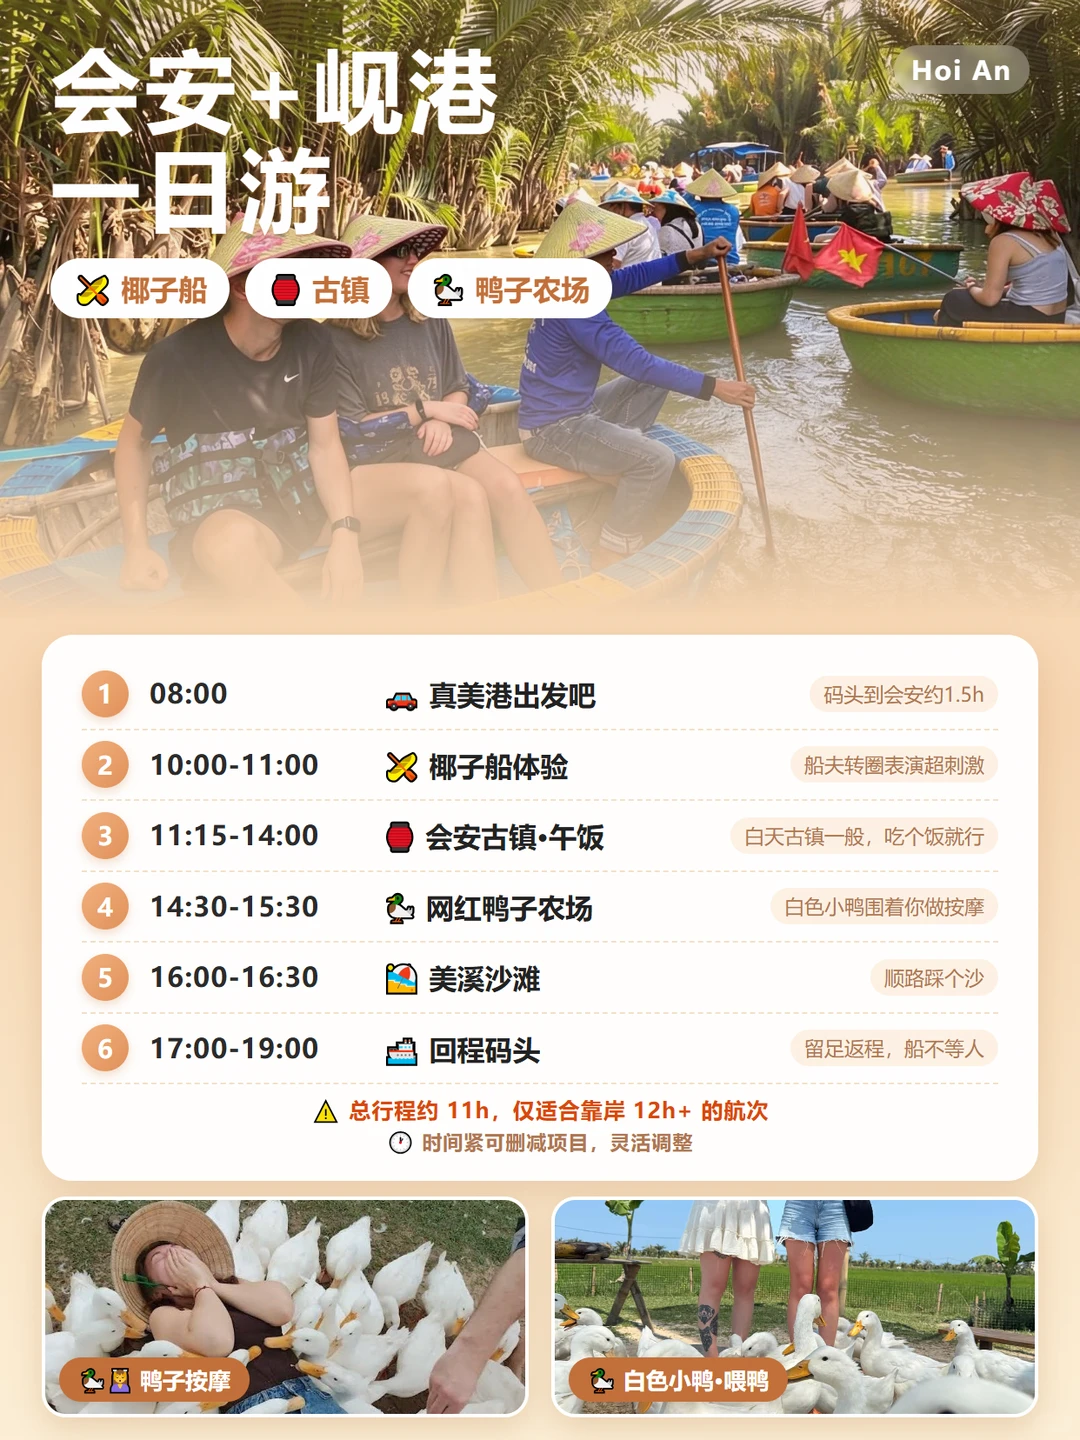 会安+岘港
一日游
Hoi An
椰子船 古镇 鸭子农场
1 08:00 真美港出发吧 码头到会安约1.5h
2 10:00-11:00 椰子船体验 船夫转圈表演超刺激
3 11:15-14:00 会安古镇·午饭 白天古镇一般，吃个饭就行
4 14:30-15:30 网红鸭子农场 白色小鸭围着你做按摩
5 16:00-16:30 美溪沙滩 顺路踩个沙
6 17:00-19:00 回程码头 留足返程，船不等人
总行程约 11h，仅适合靠岸 12h+ 的航次
时间紧可删减项目，灵活调整
鸭子按摩
白色小鸭·喂鸭